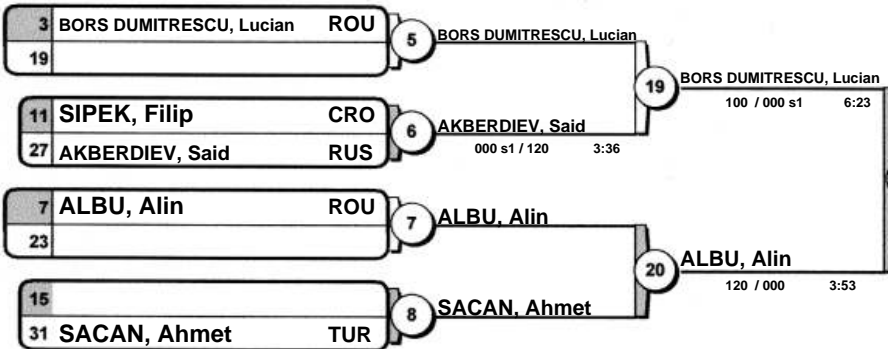 3 BORS DUMITRESCU, Lucian ROU
19
5 BORS DUMITRESCU, Lucian
11 SIPEK, Filip CRO
27 AKBERDIEV, Said RUS
6 AKBERDIEV, Said
000 s1 / 120 3:36
19 BORS DUMITRESCU, Lucian
100 / 000 s1 6:23
7 ALBU, Alin ROU
23
7 ALBU, Alin
15
31 SACAN, Ahmet TUR
8 SACAN, Ahmet
20 ALBU, Alin
120 / 000 3:53